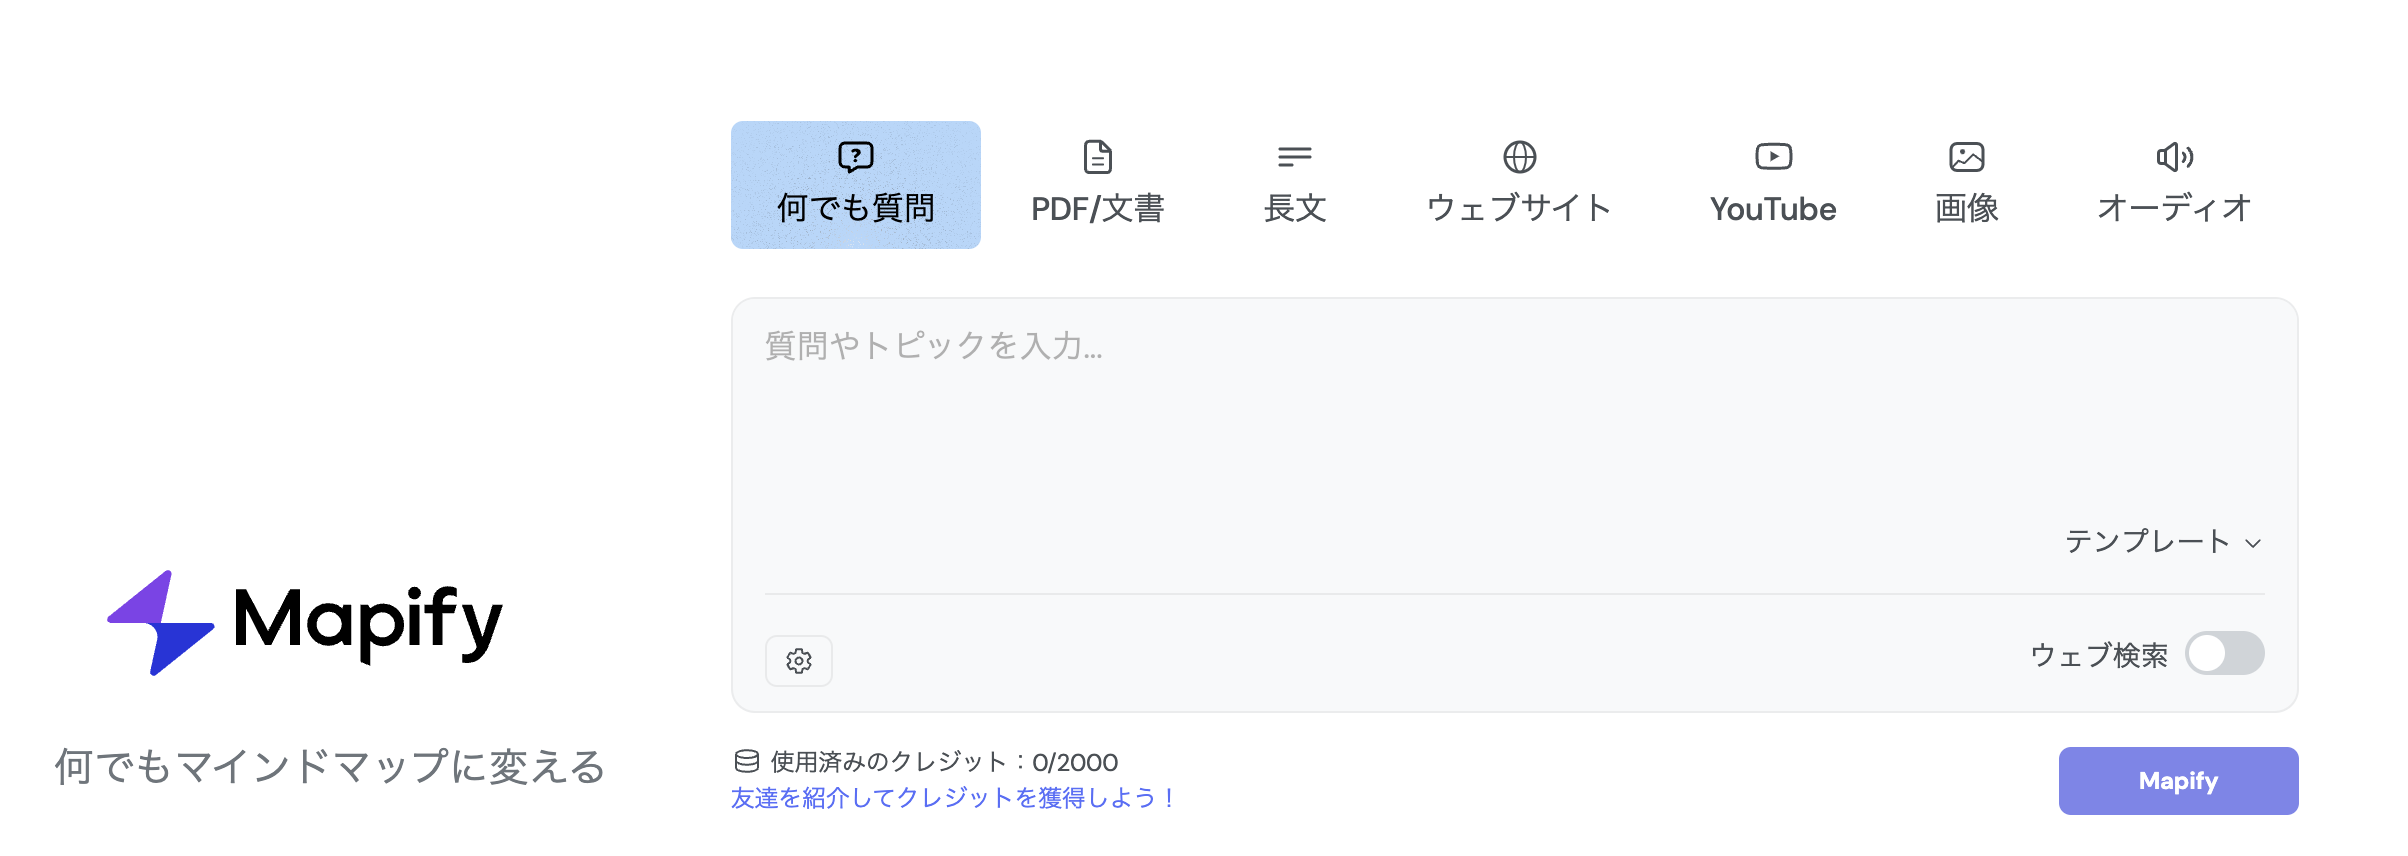 何でも質問
PDF/文書
長文
ウェブサイト
YouTube
画像
オーディオ
質問やトピックを入力...
テンプレート
ウェブ検索
Mapify
何でもマインドマップに変える
使用済みのクレジット：0/2000
友達を紹介してクレジットを獲得しよう！
Mapify